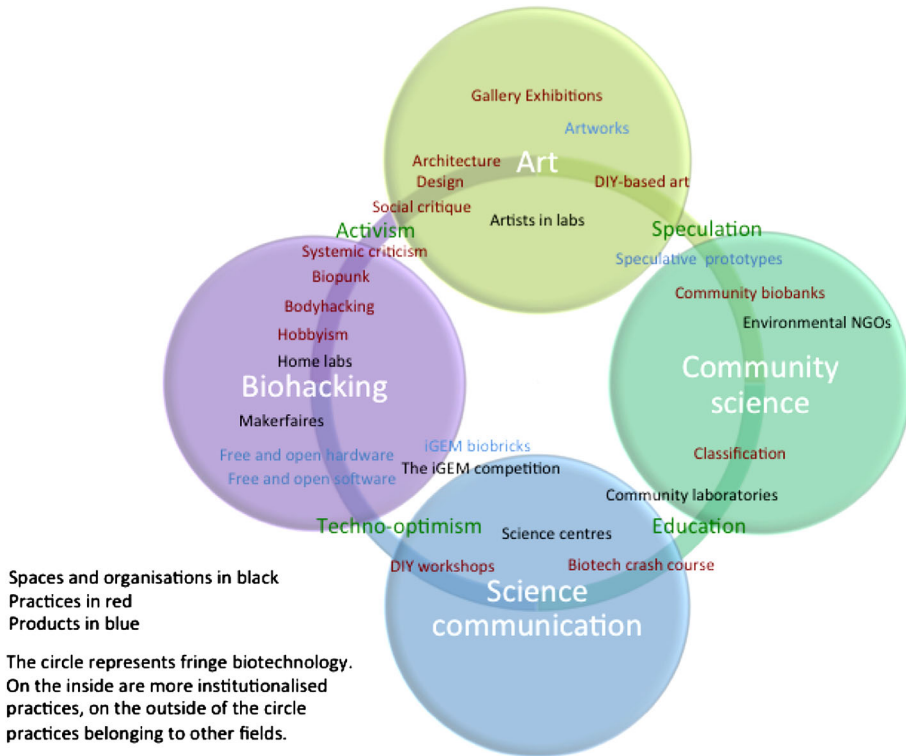 Gallery Exhibitions
Artworks
Architecture
Art
Design
DIY-based art
Social critique
Artists in labs
Activism
Speculation
Systemic criticism
Speculative prototypes
Biopunk
Community biobanks
Bodyhacking
Environmental NGOs
Hobbyism
Home labs
Biohacking
Community
science
Makerfaires
iGEM biobricks
Free and open hardware
Classification
The iGEM competition
Free and open software
Community laboratories
Techno-optimism
Science centres
Education
DIY workshops
Biotech crash course
Science
communication
Spaces and organisations in black
Practices in red
Products in blue
The circle represents fringe biotechnology.
On the inside are more institutionalised
practices, on the outside of the circle
practices belonging to other fields.